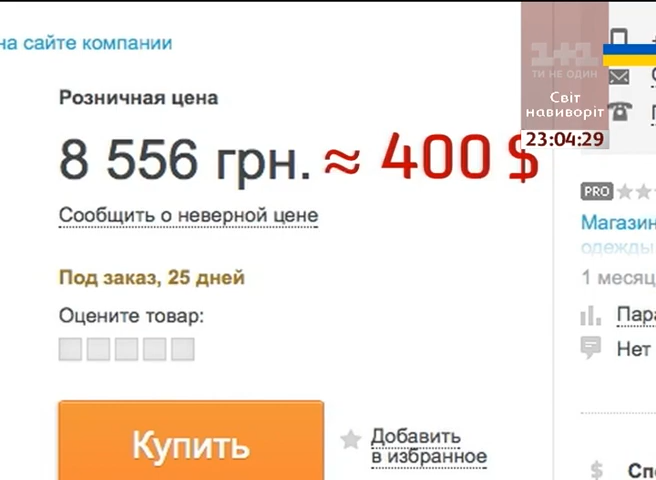 на сайте компании
1+1
ТИ НЕ ОДИН
Світ
навиворіт
23:04:29
Розничная цена
8 556 грн. ≈ 400 $
Сообщить о неверной цене
Под заказ, 25 дней
Оцените товар:
Купить
Добавить
в избранное
PRO
Магазин
одежды
1 месяц
Пара
Нет
$ Спо